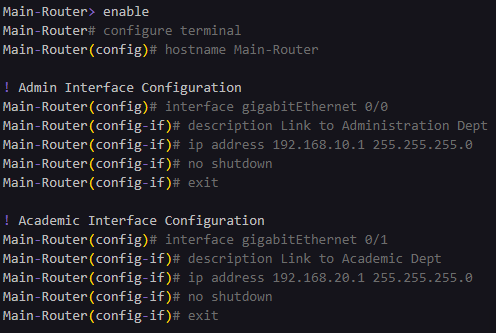 Main-Router> enable
Main-Router# configure terminal
Main-Router(config)# hostname Main-Router
! Admin Interface Configuration
Main-Router(config)# interface gigabitEthernet 0/0
Main-Router(config-if)# description Link to Administration Dept
Main-Router(config-if)# ip address 192.168.10.1 255.255.255.0
Main-Router(config-if)# no shutdown
Main-Router(config-if)# exit
! Academic Interface Configuration
Main-Router(config)# interface gigabitEthernet 0/1
Main-Router(config-if)# description Link to Academic Dept
Main-Router(config-if)# ip address 192.168.20.1 255.255.255.0
Main-Router(config-if)# no shutdown
Main-Router(config-if)# exit